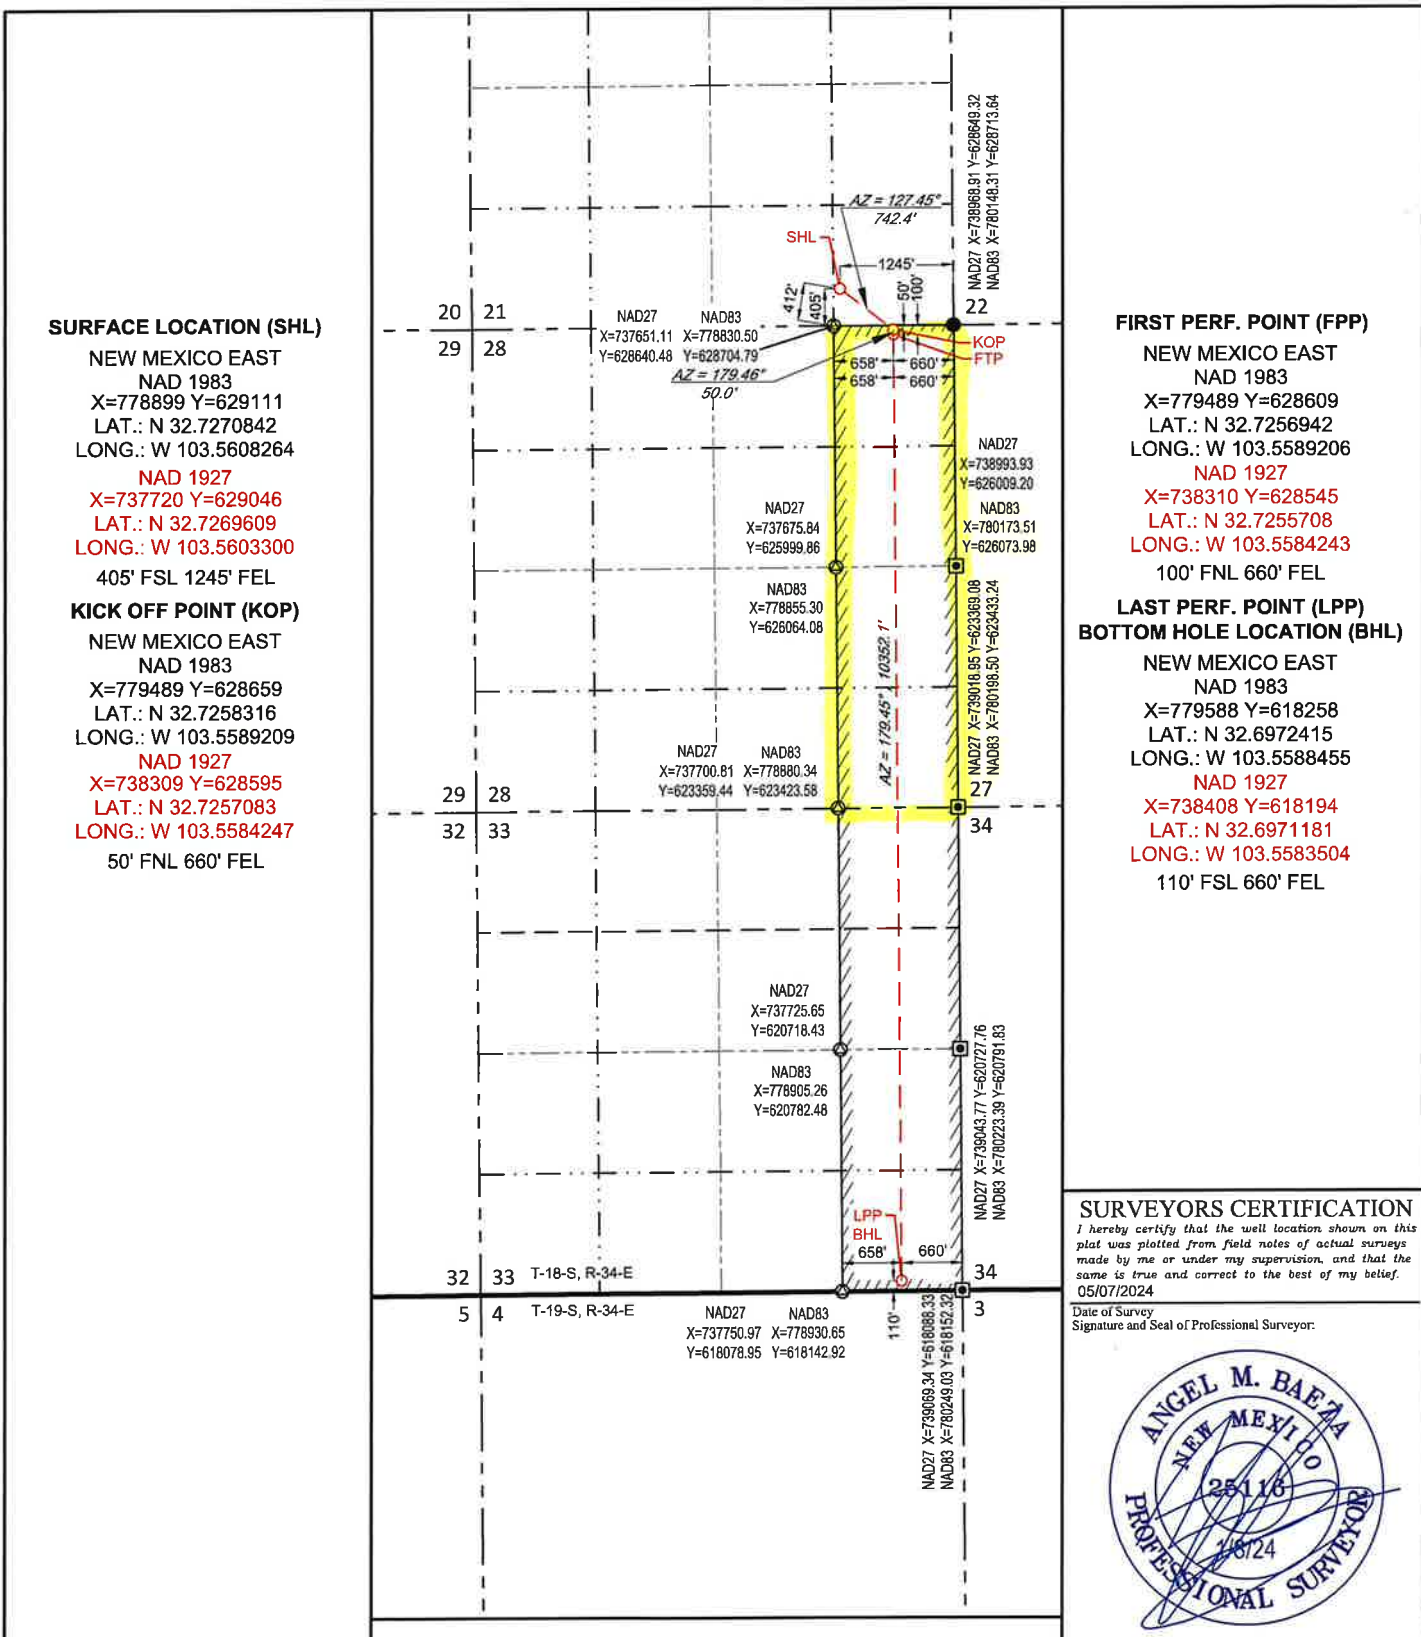 SURFACE LOCATION (SHL)
NEW MEXICO EAST
NAD 1983
X=778899 Y=629111
LAT.: N 32.7270842
LONG.: W 103.5608264
NAD 1927
X=737720 Y=629046
LAT.: N 32.7269609
LONG.: W 103.5603300
405' FSL 1245' FEL
KICK OFF POINT (KOP)
NEW MEXICO EAST
NAD 1983
X=779489 Y=628659
LAT.: N 32.7258316
LONG.: W 103.5589209
NAD 1927
X=738309 Y=628595
LAT.: N 32.7257083
LONG.: W 103.5584247
50' FNL 660' FEL
NAD27 X=738968.91 Y=628649.32
NAD83 X=780148.31 Y=628713.64
AZ = 127.45°
742.4'
SHL
1245'
412'
405'
50'
100'
20 21
29 28
22
NAD27
X=737651.11
Y=628640.48
NAD83
X=778830.50
Y=628704.79
KOP
FTP
AZ = 179.46°
50.0'
658' 660'
658' 660'
NAD27
X=738993.93
Y=626009.20
NAD83
X=780173.51
Y=626073.98
NAD27
X=737675.84
Y=625999.86
NAD83
X=778855.30
Y=626064.08
AZ = 179.45° / 10352.1'
NAD27 X=739018.95 Y=623369.08
NAD83 X=780198.50 Y=623433.24
NAD27
X=737700.81
Y=623359.44
NAD83
X=778880.34
Y=623423.58
29 28
32 33
27
34
NAD27
X=737725.65
Y=620718.43
NAD83
X=778905.26
Y=620782.48
NAD27 X=739043.77 Y=620727.76
NAD83 X=780223.39 Y=620791.83
LPP
BHL
658' 660'
32 33 T-18-S, R-34-E
5 4 T-19-S, R-34-E
34
3
110'
NAD27
X=737750.97
Y=618078.95
NAD83
X=778930.65
Y=618142.92
NAD27 X=739069.34 Y=618088.33
NAD83 X=780249.03 Y=618152.32
FIRST PERF. POINT (FPP)
NEW MEXICO EAST
NAD 1983
X=779489 Y=628609
LAT.: N 32.7256942
LONG.: W 103.5589206
NAD 1927
X=738310 Y=628545
LAT.: N 32.7255708
LONG.: W 103.5584243
100' FNL 660' FEL
LAST PERF. POINT (LPP)
BOTTOM HOLE LOCATION (BHL)
NEW MEXICO EAST
NAD 1983
X=779588 Y=618258
LAT.: N 32.6972415
LONG.: W 103.5588455
NAD 1927
X=738408 Y=618194
LAT.: N 32.6971181
LONG.: W 103.5583504
110' FSL 660' FEL
SURVEYORS CERTIFICATION
I hereby certify that the well location shown on this
plat was plotted from field notes of actual surveys
made by me or under my supervision, and that the
same is true and correct to the best of my belief.
05/07/2024
Date of Survey
Signature and Seal of Professional Surveyor:
ANGEL M. BAEZA
NEW MEXICO
25116
PROFESSIONAL SURVEYOR